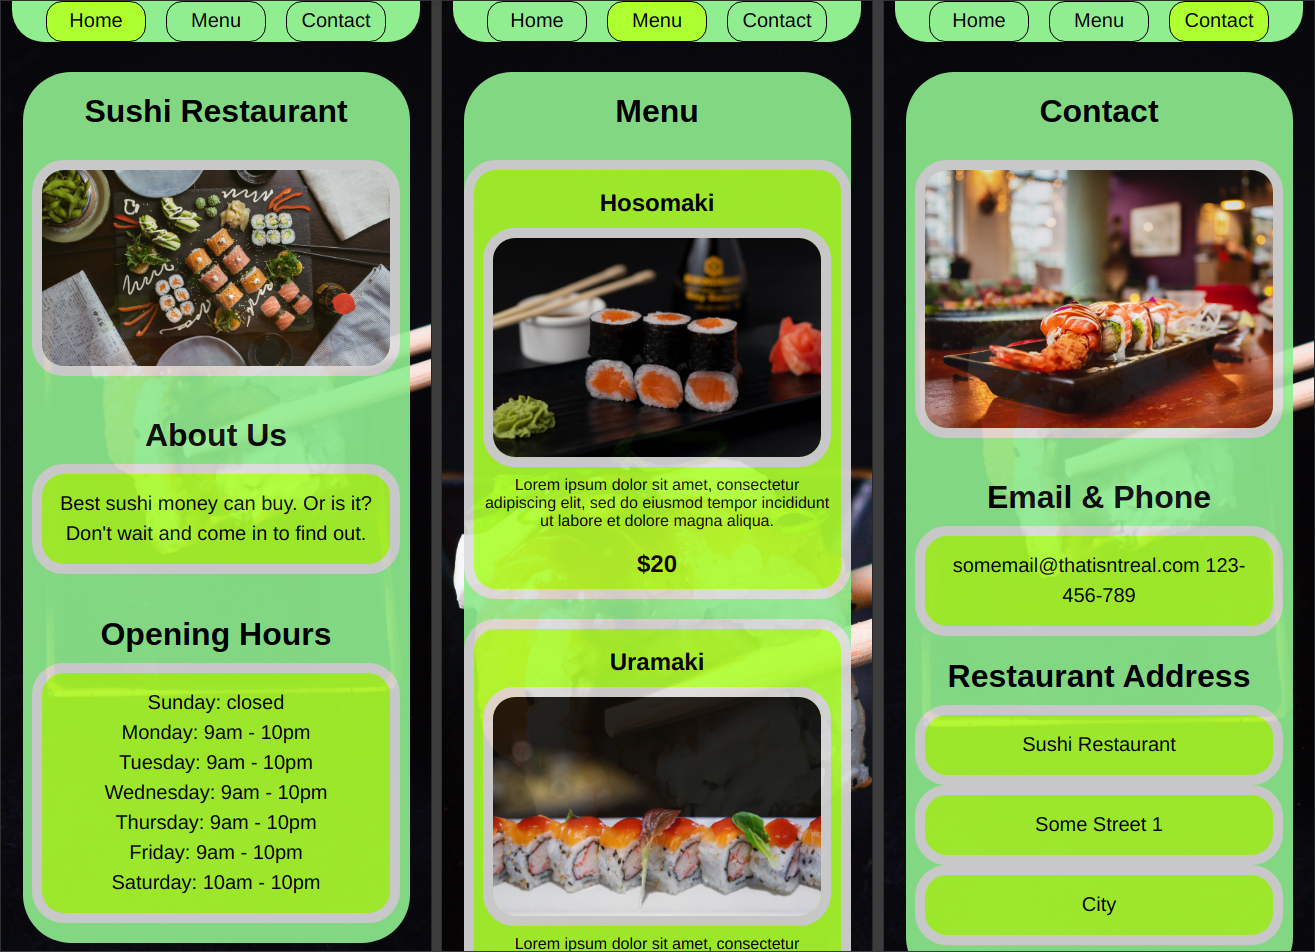 Home
Menu
Contact
Sushi Restaurant
About Us
Best sushi money can buy. Or is it?
Don't wait and come in to find out.
Opening Hours
Sunday: closed
Monday: 9am - 10pm
Tuesday: 9am - 10pm
Wednesday: 9am - 10pm
Thursday: 9am - 10pm
Friday: 9am - 10pm
Saturday: 10am - 10pm
Home
Menu
Contact
Menu
Hosomaki
Lorem ipsum dolor sit amet, consectetur
adipiscing elit, sed do eiusmod tempor incididunt
ut labore et dolore magna aliqua.
$20
Uramaki
Lorem ipsum dolor sit amet, consectetur
Home
Menu
Contact
Contact
Email & Phone
somemail@thatisntreal.com 123-
456-789
Restaurant Address
Sushi Restaurant
Some Street 1
City